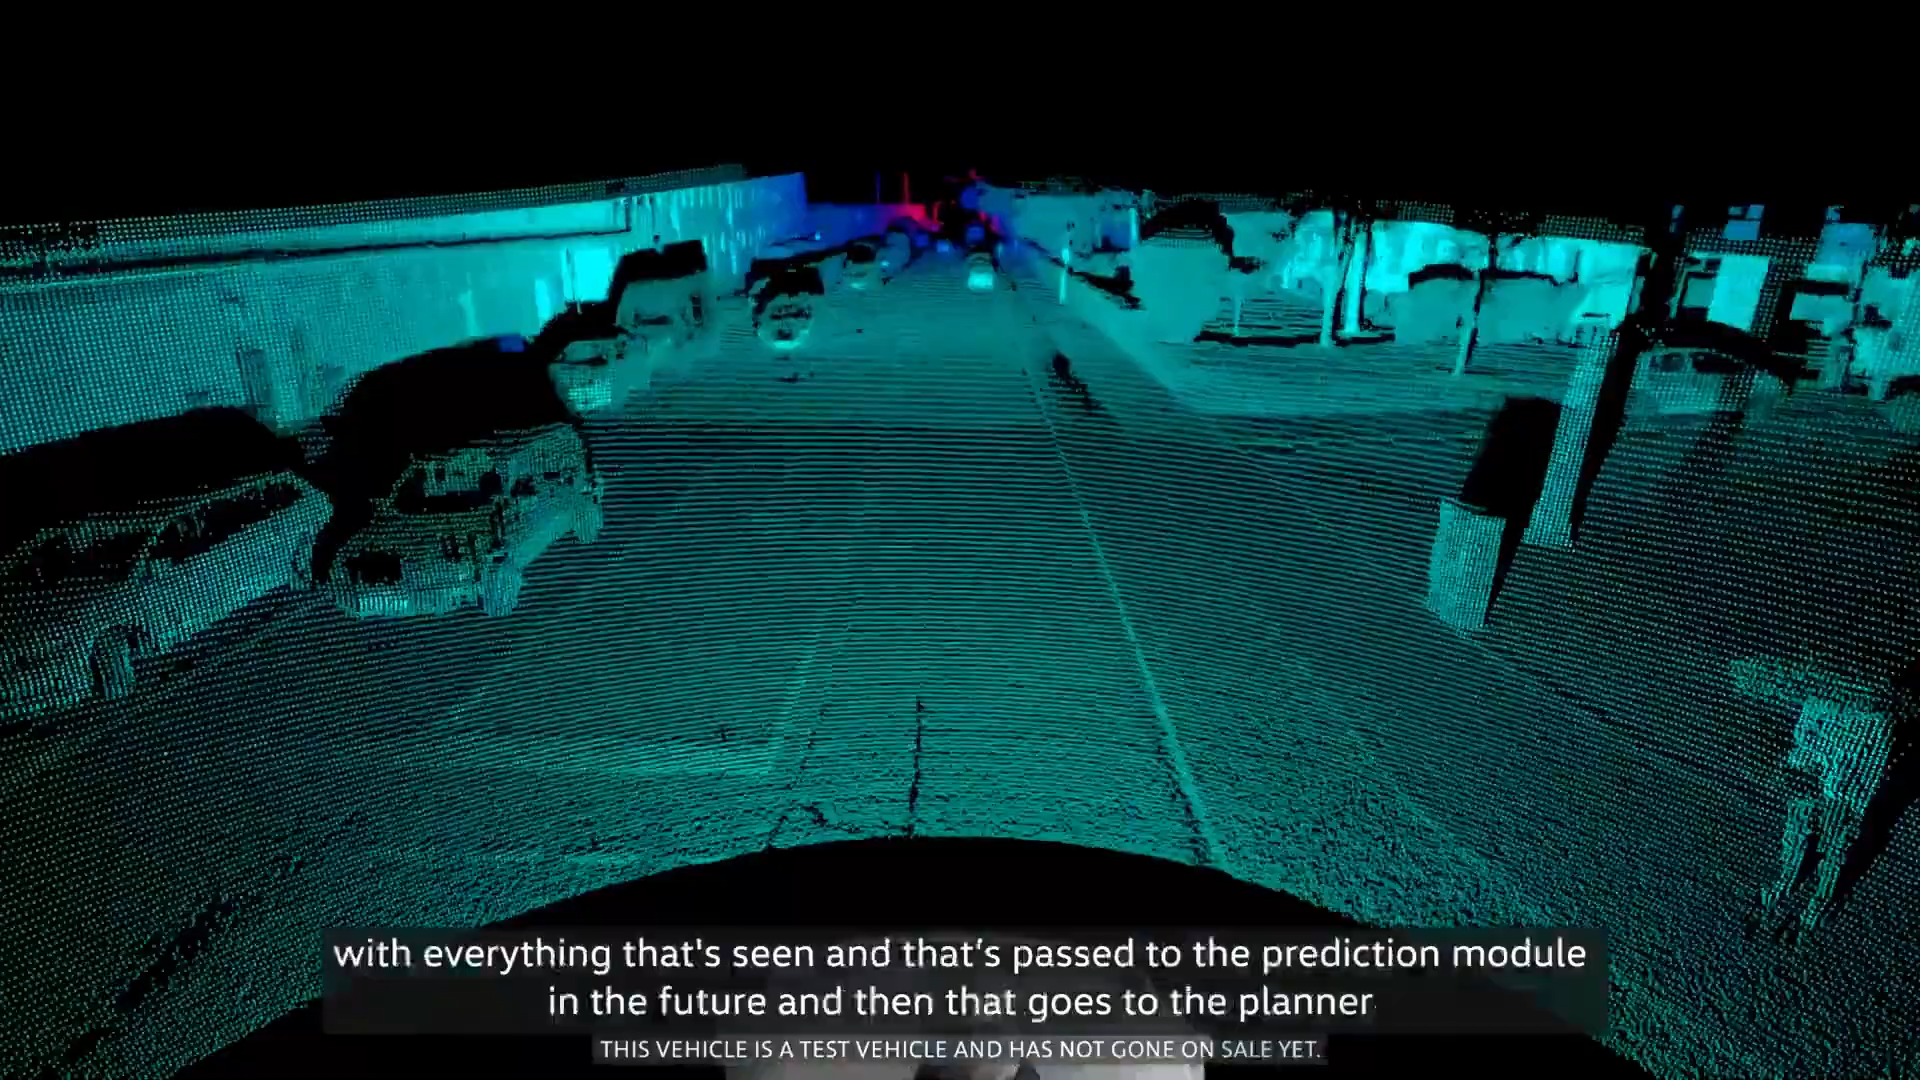 with everything that's seen and that's passed to the prediction module
in the future and then that goes to the planner
THIS VEHICLE IS A TEST VEHICLE AND HAS NOT GONE ON SALE YET.